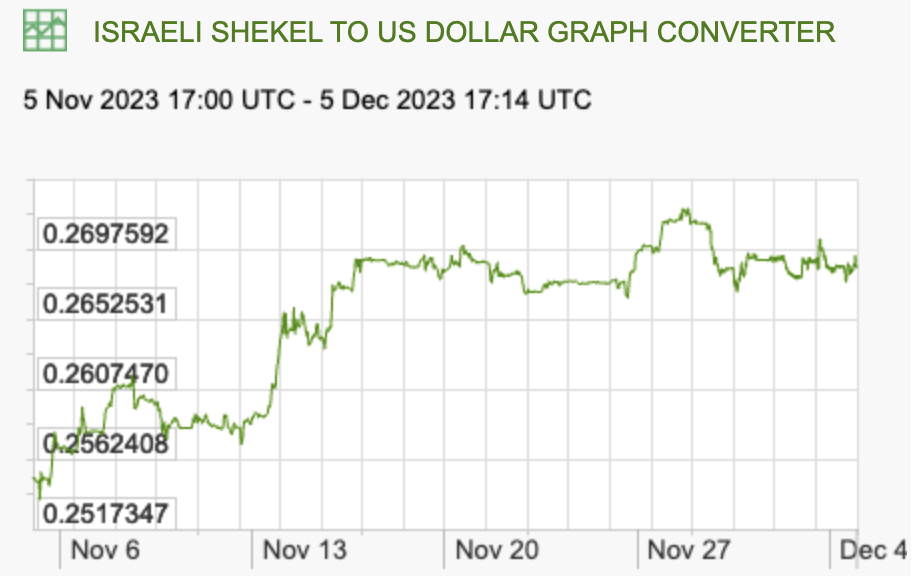 ISRAELI SHEKEL TO US DOLLAR GRAPH CONVERTER
5 Nov 2023 17:00 UTC - 5 Dec 2023 17:14 UTC
0.2697592
0.2652531
0.2607470
0.2562408
0.2517347
Nov 6 Nov 13 Nov 20 Nov 27 Dec 4